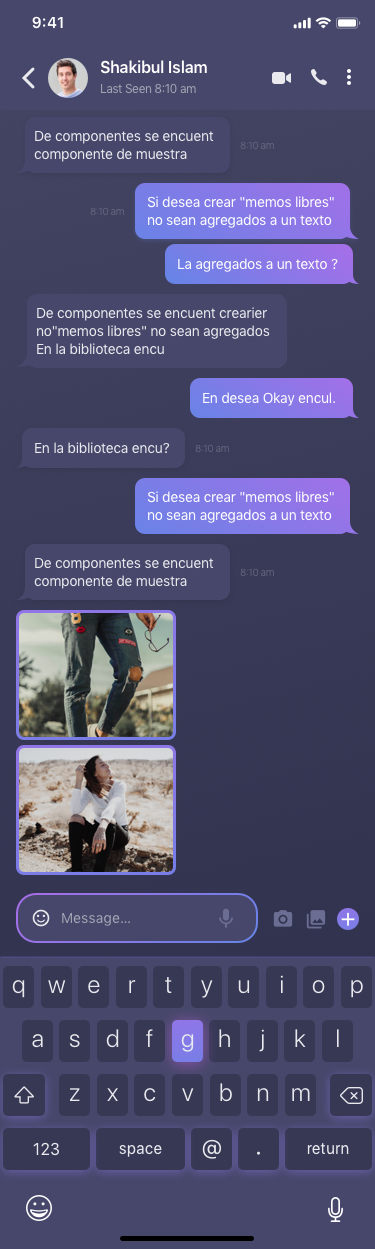 9:41
Shakibul Islam
Last Seen 8:10 am
De componentes se encuent
componente de muestra
8:10 am
Si desea crear "memos libres"
no sean agregados a un texto
8:10 am
La agregados a un texto ?
De componentes se encuent crearier
no"memos libres" no sean agregados
En la biblioteca encu
En desea Okay encul.
En la biblioteca encu?
8:10 am
Si desea crear "memos libres"
no sean agregados a un texto
De componentes se encuent
componente de muestra
8:10 am
Message...
q w e r t y u i o p
a s d f g h j k l
z x c v b n m
123 space @ . return